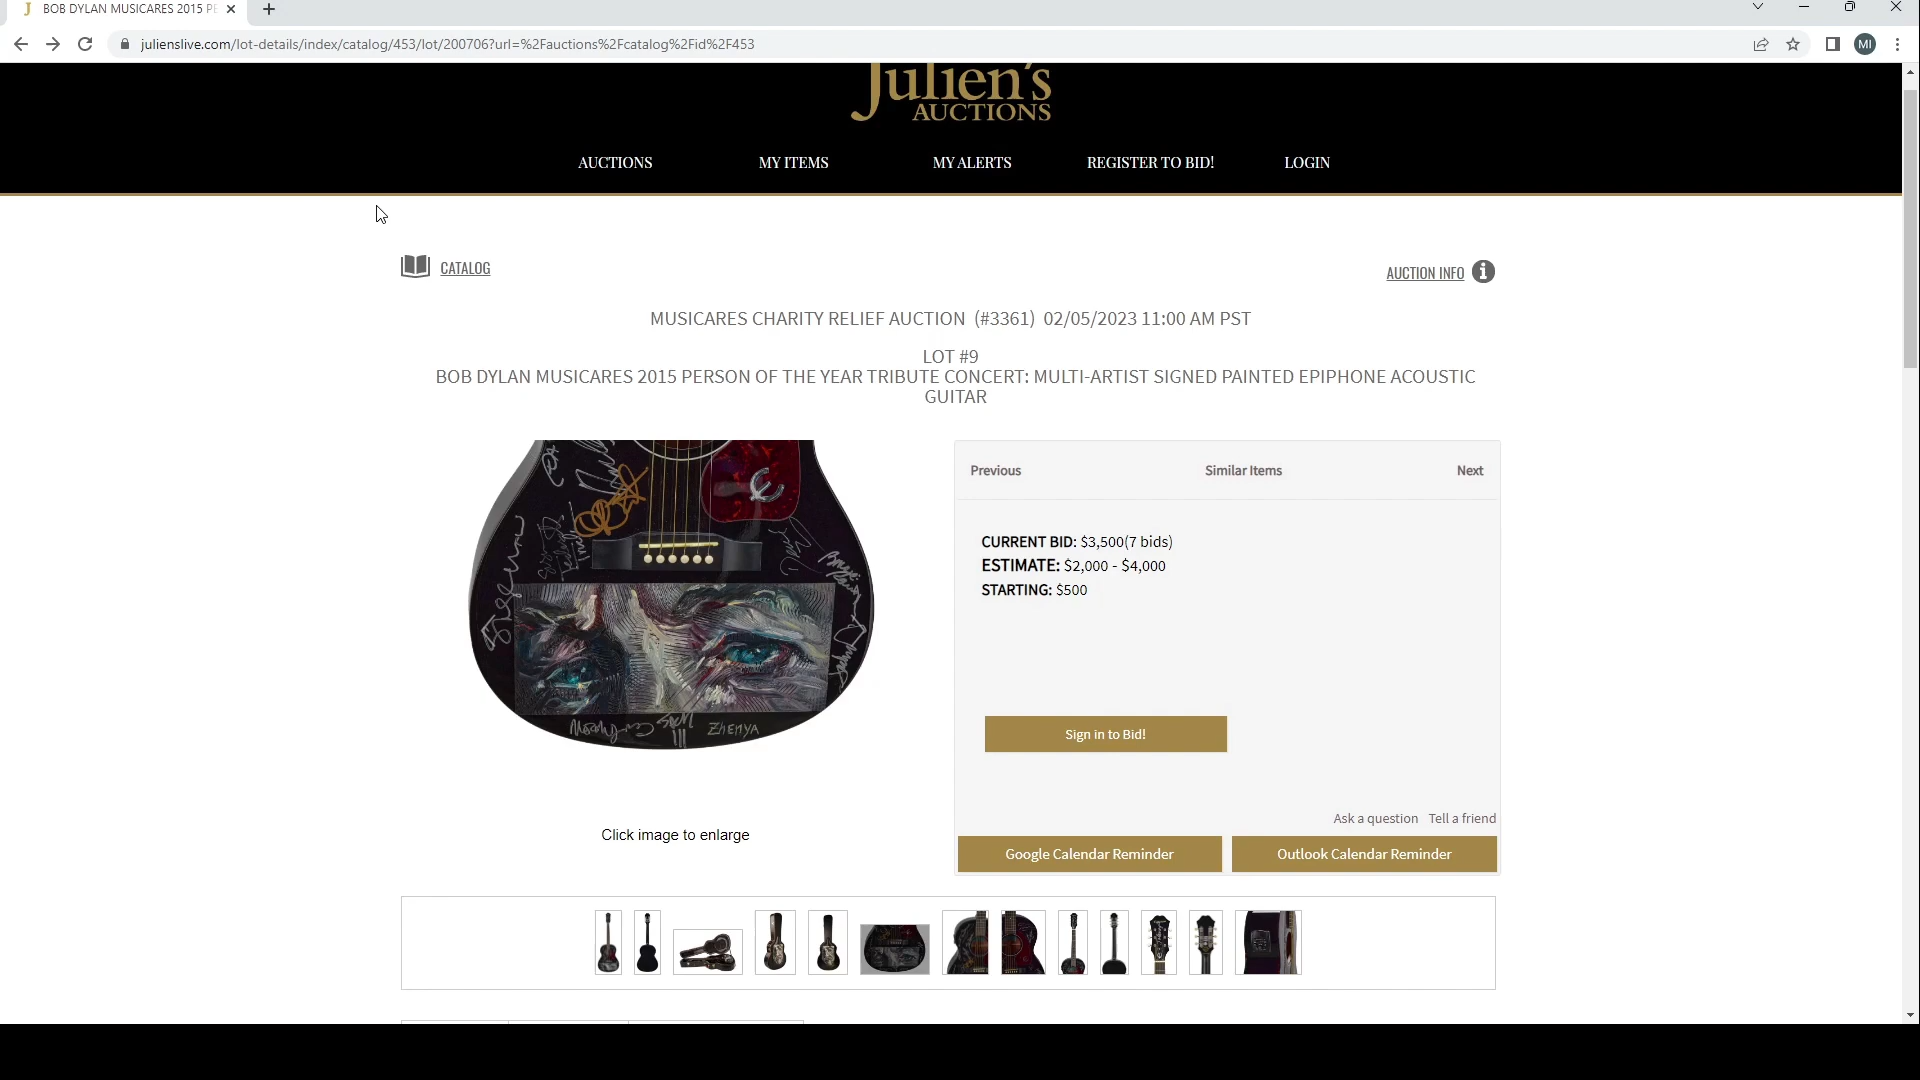 BOB DYLAN MUSICARES 2015 PE
julienslive.com/lot-details/index/catalog/453/lot/200706?url=%2Fauctions%2Fcatalog%2Fid%2F453
MI
Julien's
AUCTIONS
AUCTIONS MY ITEMS MY ALERTS REGISTER TO BID! LOGIN
CATALOG
AUCTION INFO
MUSICARES CHARITY RELIEF AUCTION (#3361) 02/05/2023 11:00 AM PST
LOT #9
BOB DYLAN MUSICARES 2015 PERSON OF THE YEAR TRIBUTE CONCERT: MULTI-ARTIST SIGNED PAINTED EPIPHONE ACOUSTIC
GUITAR
Previous Similar Items Next
CURRENT BID: $3,500(7 bids)
ESTIMATE: $2,000 - $4,000
STARTING: $500
Sign in to Bid!
Zhenya
Ask a question Tell a friend
Click image to enlarge
Google Calendar Reminder Outlook Calendar Reminder